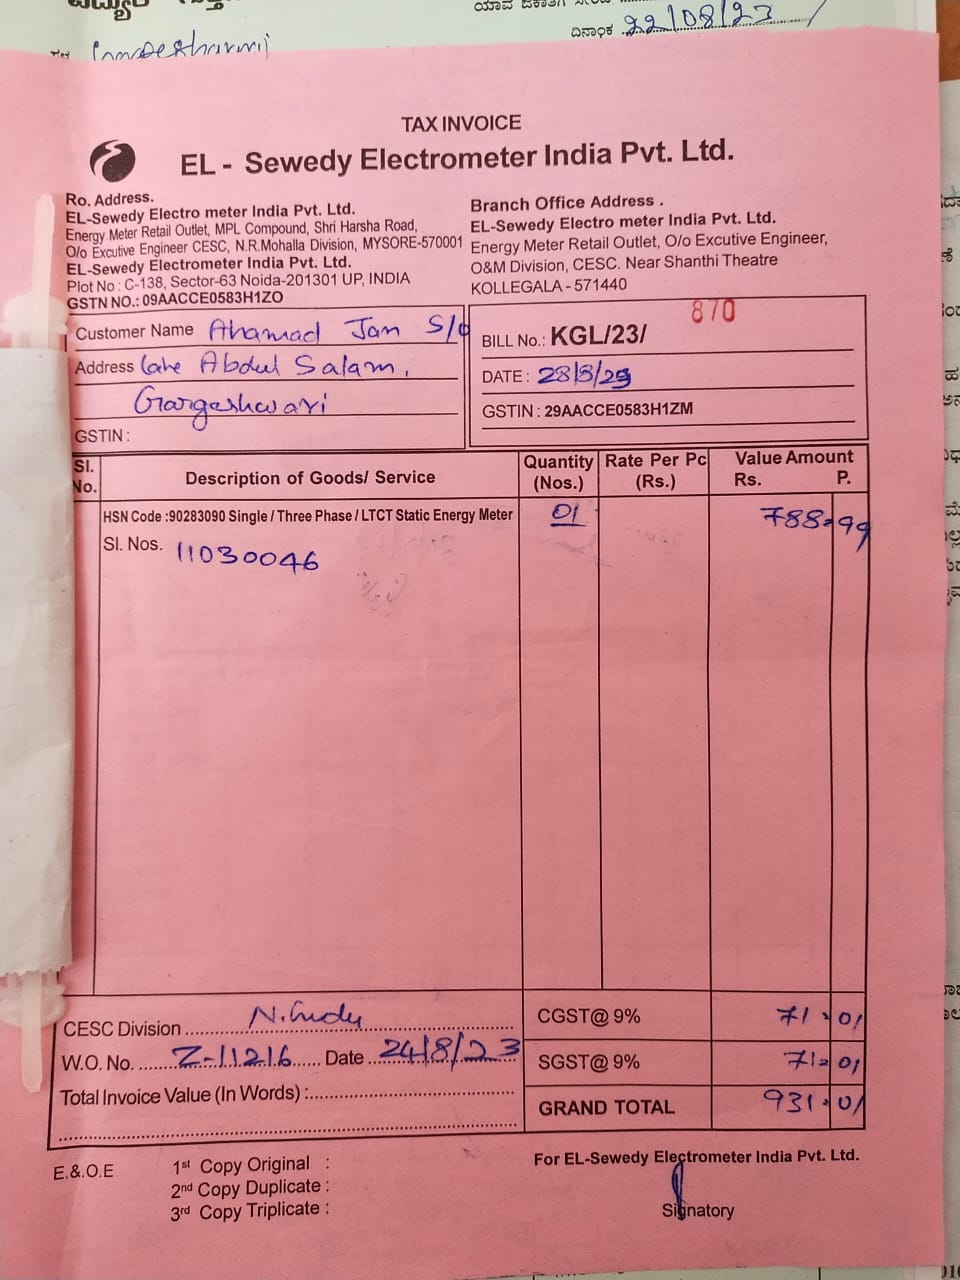 ದಿನಾಂಕ 22/08/23
TAX INVOICE
EL - Sewedy Electrometer India Pvt. Ltd.
Ro. Address.
EL-Sewedy Electro meter India Pvt. Ltd.
Energy Meter Retail Outlet, MPL Compound, Shri Harsha Road,
O/o Excutive Engineer CESC, N.R.Mohalla Division, MYSORE-570001
EL-Sewedy Electrometer India Pvt. Ltd.
Plot No : C-138, Sector-63 Noida-201301 UP, INDIA
GSTN NO.: 09AACCE0583H1ZO
Branch Office Address .
EL-Sewedy Electro meter India Pvt. Ltd.
Energy Meter Retail Outlet, O/o Excutive Engineer,
O&M Division, CESC. Near Shanthi Theatre
KOLLEGALA - 571440
Customer Name Ahamad Jan S/o
Address Late Abdul Salam,
Gargeshwari
GSTIN :
870
BILL No.: KGL/23/
DATE : 28/8/23
GSTIN : 29AACCE0583H1ZM
Sl. No. Description of Goods/ Service Quantity (Nos.) Rate Per Pc (Rs.) Value Amount Rs. P.
HSN Code :90283090 Single / Three Phase / LTCT Static Energy Meter 01 788=99
Sl. Nos. 11030046
CESC Division
CGST@ 9% 71.01
W.O. No. Z-11216 Date 24/8/23
SGST@ 9% 71=01
Total Invoice Value (In Words) :
GRAND TOTAL 931.01
E.&.O.E
1st Copy Original :
2nd Copy Duplicate :
3rd Copy Triplicate :
For EL-Sewedy Electrometer India Pvt. Ltd.
Signatory